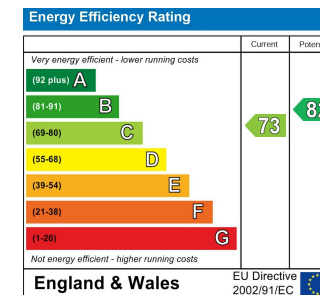 Energy Efficiency Rating
Current
Very energy efficient - lower running costs
(92 plus) A
(81-91) B
(69-80) C
73
(55-68) D
(39-54) E
(21-38) F
(1-20) G
Not energy efficient - higher running costs
England & Wales
EU Directive
2002/91/EC